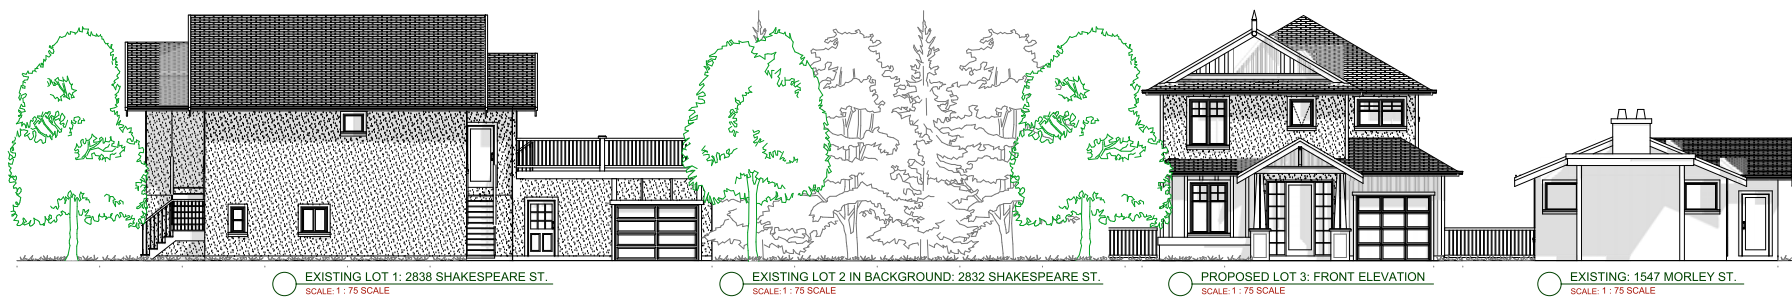 EXISTING LOT 1: 2838 SHAKESPEARE ST.
SCALE: 1 : 75 SCALE
EXISTING LOT 2 IN BACKGROUND: 2832 SHAKESPEARE ST.
SCALE: 1 : 75 SCALE
PROPOSED LOT 3: FRONT ELEVATION
SCALE: 1 : 75 SCALE
EXISTING: 1547 MORLEY ST.
SCALE: 1 : 75 SCALE